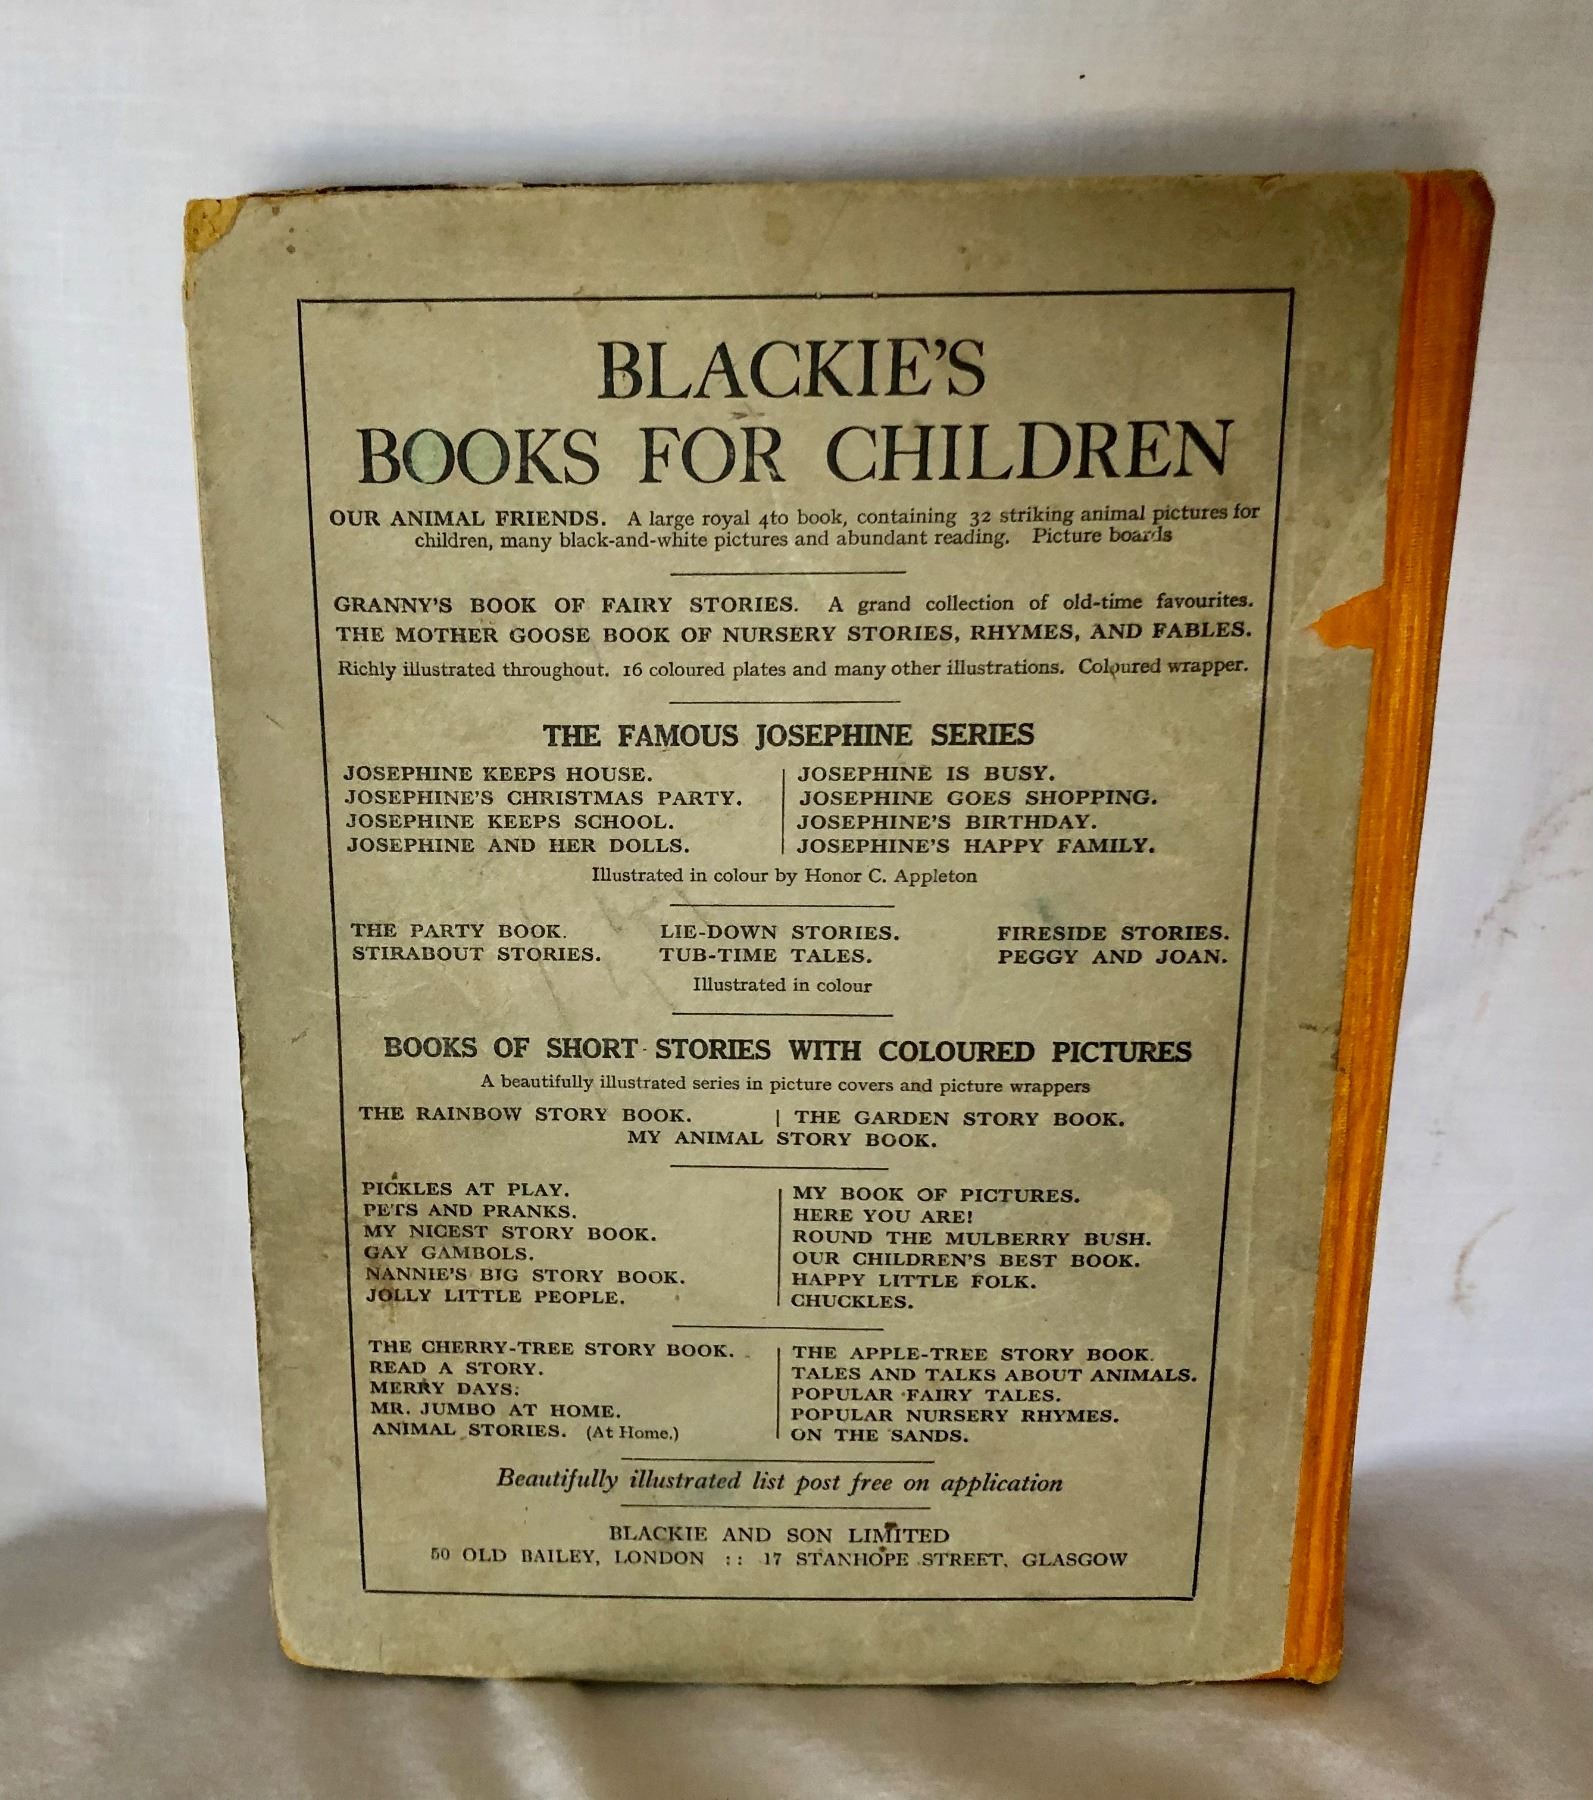 BLACKIE'S
BOOKS FOR CHILDREN
OUR ANIMAL FRIENDS. A large royal 4to book, containing 32 striking animal pictures for
children, many black-and-white pictures and abundant reading. Picture boards
GRANNY'S BOOK OF FAIRY STORIES. A grand collection of old-time favourites.
THE MOTHER GOOSE BOOK OF NURSERY STORIES, RHYMES, AND FABLES.
Richly illustrated throughout. 16 coloured plates and many other illustrations. Coloured wrapper.
THE FAMOUS JOSEPHINE SERIES
JOSEPHINE KEEPS HOUSE.
JOSEPHINE'S CHRISTMAS PARTY.
JOSEPHINE KEEPS SCHOOL.
JOSEPHINE AND HER DOLLS.
JOSEPHINE IS BUSY.
JOSEPHINE GOES SHOPPING.
JOSEPHINE'S BIRTHDAY.
JOSEPHINE'S HAPPY FAMILY.
Illustrated in colour by Honor C. Appleton
THE PARTY BOOK. LIE-DOWN STORIES. FIRESIDE STORIES.
STIRABOUT STORIES. TUB-TIME TALES. PEGGY AND JOAN.
Illustrated in colour
BOOKS OF SHORT STORIES WITH COLOURED PICTURES
A beautifully illustrated series in picture covers and picture wrappers
THE RAINBOW STORY BOOK. | THE GARDEN STORY BOOK.
MY ANIMAL STORY BOOK.
PICKLES AT PLAY.
PETS AND PRANKS.
MY NICEST STORY BOOK.
GAY GAMBOLS.
NANNIE'S BIG STORY BOOK.
JOLLY LITTLE PEOPLE.
MY BOOK OF PICTURES.
HERE YOU ARE!
ROUND THE MULBERRY BUSH.
OUR CHILDREN'S BEST BOOK.
HAPPY LITTLE FOLK.
CHUCKLES.
THE CHERRY-TREE STORY BOOK.
READ A STORY.
MERRY DAYS.
MR. JUMBO AT HOME.
ANIMAL STORIES. (At Home.)
THE APPLE-TREE STORY BOOK.
TALES AND TALKS ABOUT ANIMALS.
POPULAR FAIRY TALES.
POPULAR NURSERY RHYMES.
ON THE SANDS.
Beautifully illustrated list post free on application
BLACKIE AND SON LIMITED
50 OLD BAILEY, LONDON :: 17 STANHOPE STREET, GLASGOW